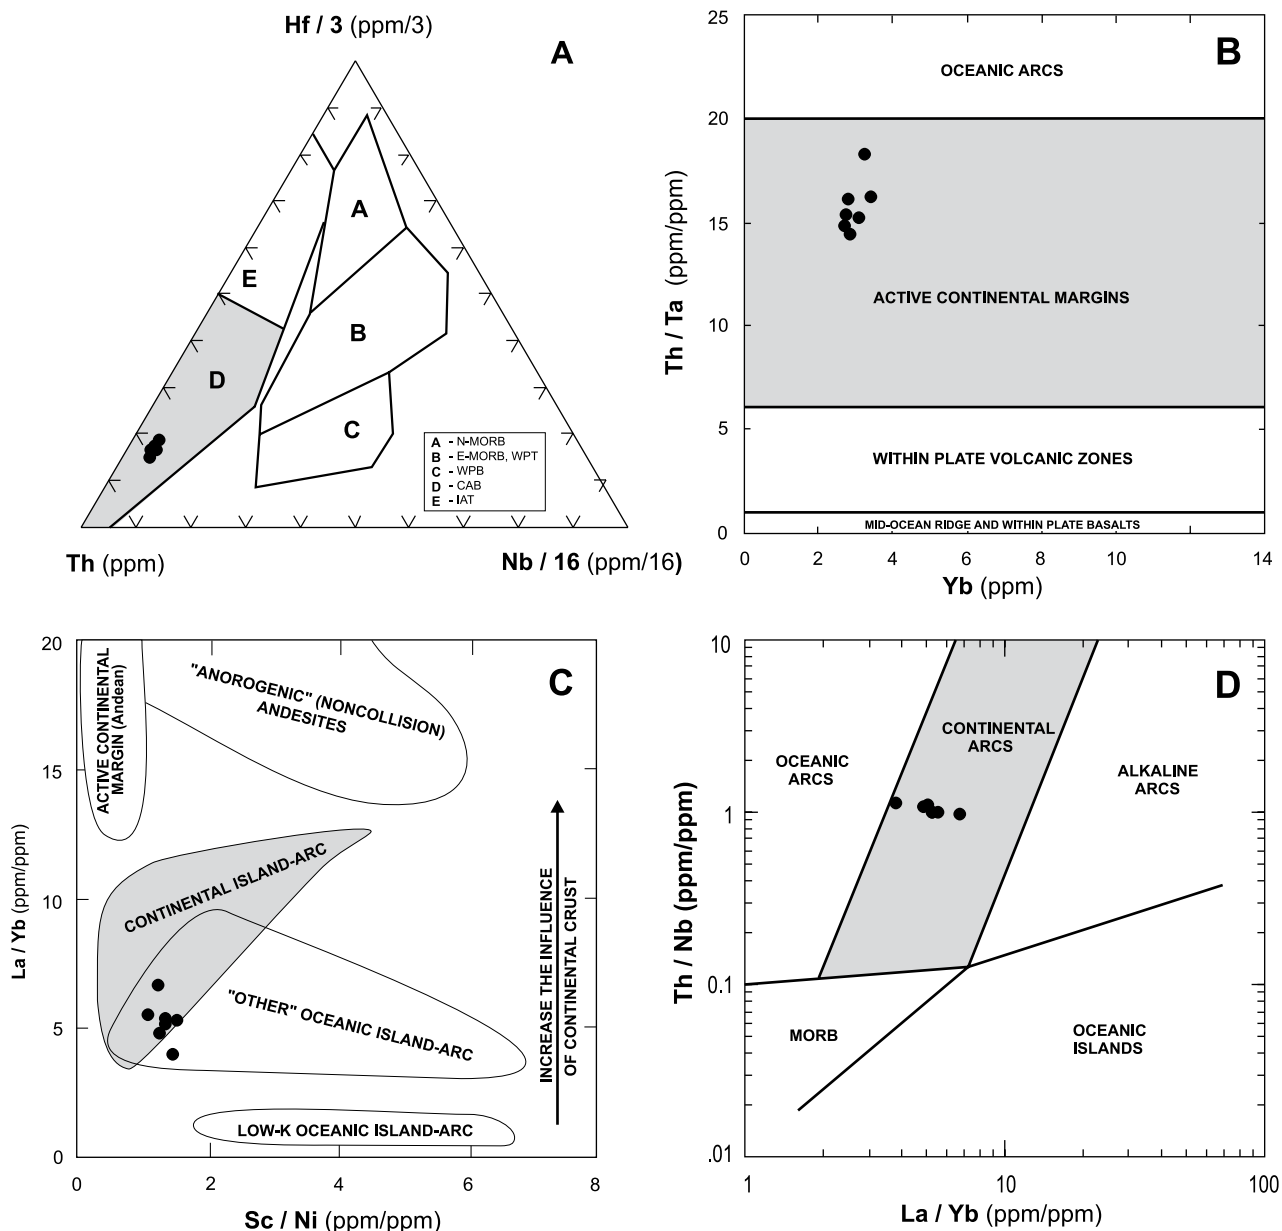 Hf / 3 (ppm/3)
A
A
E
B
D
C
A - N-MORB
B - E-MORB, WPT
C - WPB
D - CAB
E - IAT
Th (ppm)
Nb / 16 (ppm/16)
B
25
20
15
10
5
0
Th / Ta (ppm/ppm)
OCEANIC ARCS
ACTIVE CONTINENTAL MARGINS
WITHIN PLATE VOLCANIC ZONES
MID-OCEAN RIDGE AND WITHIN PLATE BASALTS
0 2 4 6 8 10 14
Yb (ppm)
C
20
15
10
5
0
La / Yb (ppm/ppm)
ACTIVE CONTINENTAL
MARGIN (Andean)
"ANOROGENIC" (NONCOLLISION)
ANDESITES
CONTINENTAL ISLAND-ARC
"OTHER" OCEANIC ISLAND-ARC
LOW-K OCEANIC ISLAND-ARC
INCREASE THE INFLUENCE
OF CONTINENTAL CRUST
0 2 4 6 8
Sc / Ni (ppm/ppm)
D
10
1
0.1
.01
Th / Nb (ppm/ppm)
OCEANIC
ARCS
CONTINENTAL
ARCS
ALKALINE
ARCS
MORB
OCEANIC
ISLANDS
1 10 100
La / Yb (ppm/ppm)